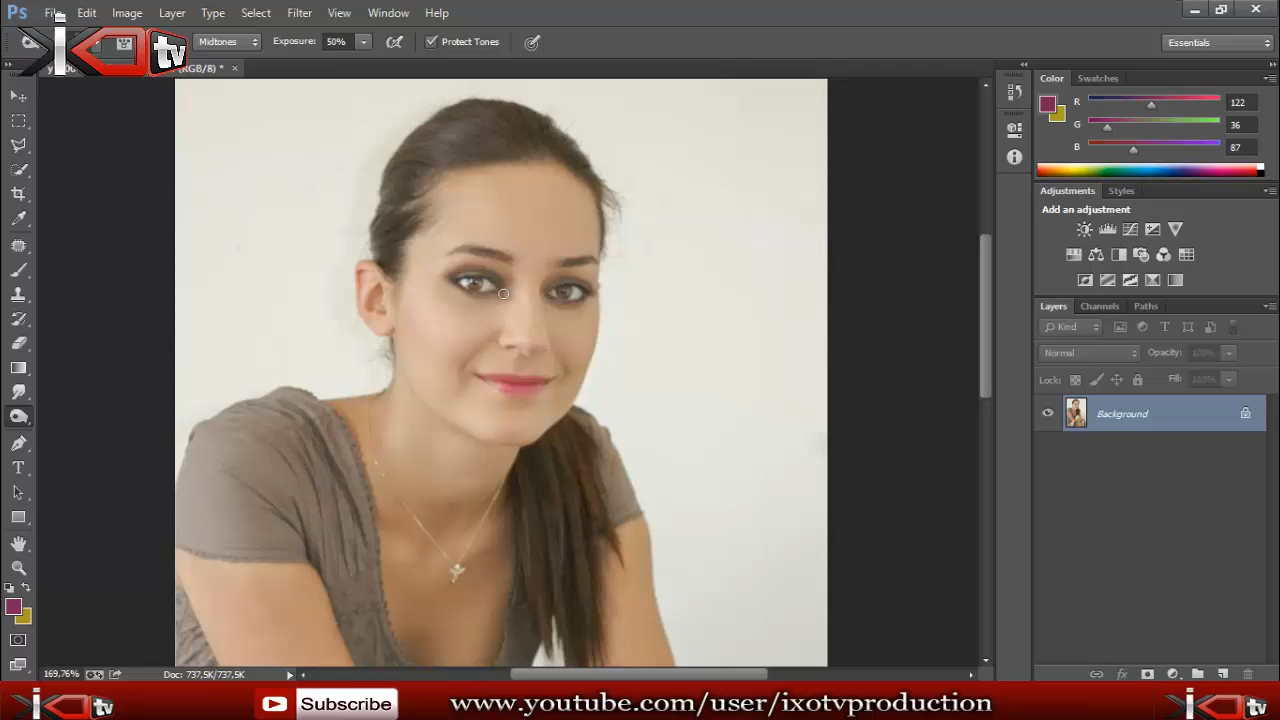 Ps File Edit Image Layer Type Select Filter View Window Help
Midtones Exposure: 50% Protect Tones Essentials
(RGB/8) * ×
tv
Color Swatches
R 122
G 36
B 87
Adjustments Styles
Add an adjustment
Layers Channels Paths
Kind
Normal Opacity: 100%
Lock: Fill: 100%
Background
169,76% Doc: 737,5K/737,5K
tv Subscribe www.youtube.com/user/ixotvproduction tv